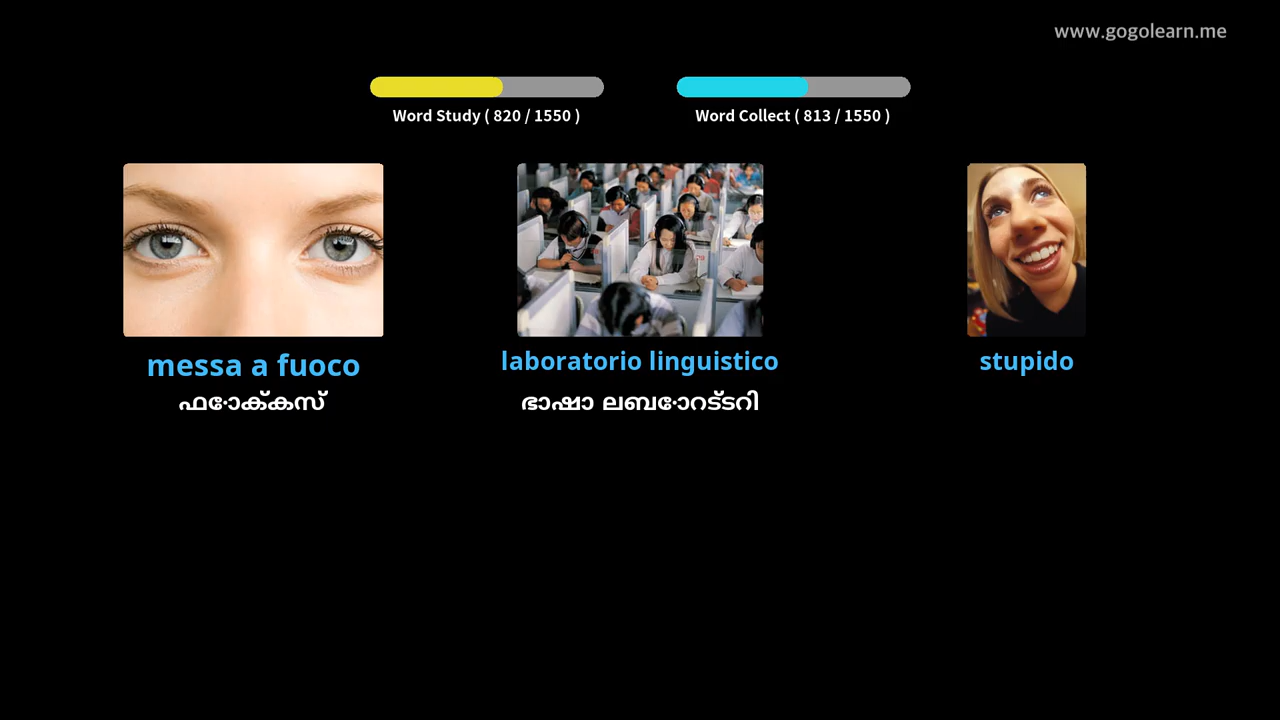 www.gogolearn.me
Word Study ( 820 / 1550 )
Word Collect ( 813 / 1550 )
messa a fuoco
laboratorio linguistico
stupido
ഫോക്കസ്
ഭാഷാ ലബോറട്ടറി